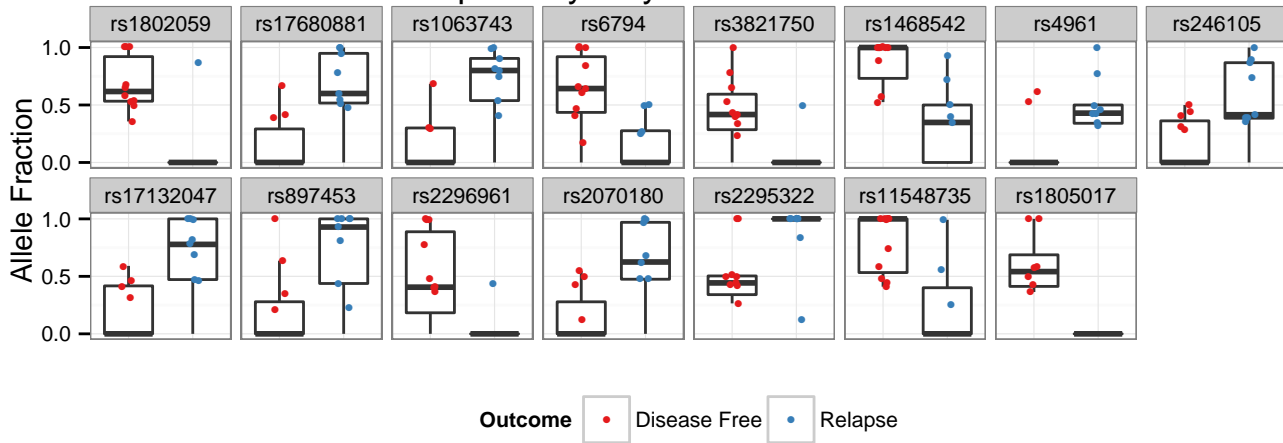 rs1802059 rs17680881 rs1063743 rs6794 rs3821750 rs1468542 rs4961 rs246105
1.0
0.5
0.0
Allele Fraction
rs17132047 rs897453 rs2296961 rs2070180 rs2295322 rs11548735 rs1805017
1.0
0.5
0.0
Outcome Disease Free Relapse